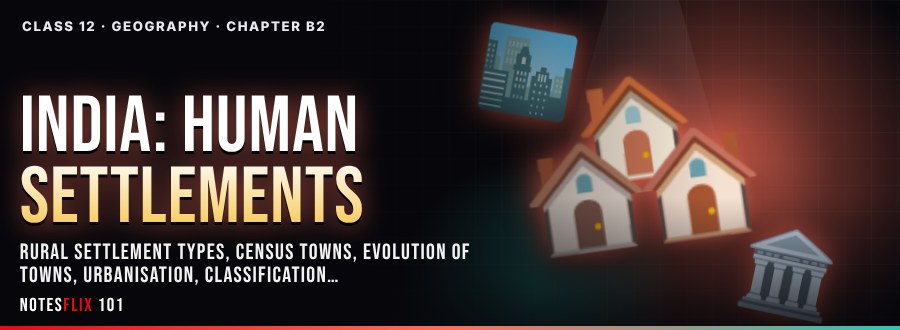 CLASS 12 · GEOGRAPHY · CHAPTER B2
INDIA: HUMAN
SETTLEMENTS
RURAL SETTLEMENT TYPES, CENSUS TOWNS, EVOLUTION OF
TOWNS, URBANISATION, CLASSIFICATION...
NOTESFLIX 101